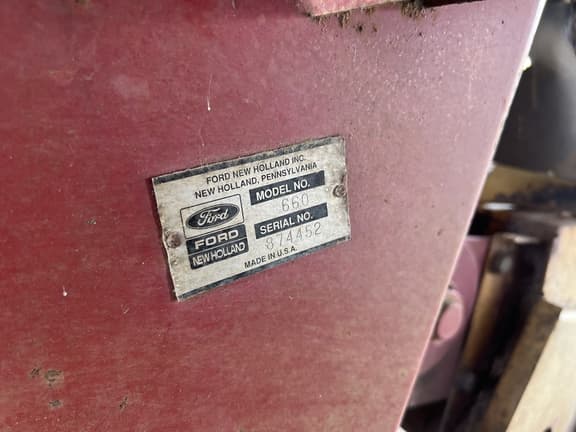 FORD NEW HOLLAND INC.
NEW HOLLAND, PENNSYLVANIA
MODEL NO.
660
Ford
FORD
NEW HOLLAND
SERIAL NO.
874452
MADE IN U.S.A.